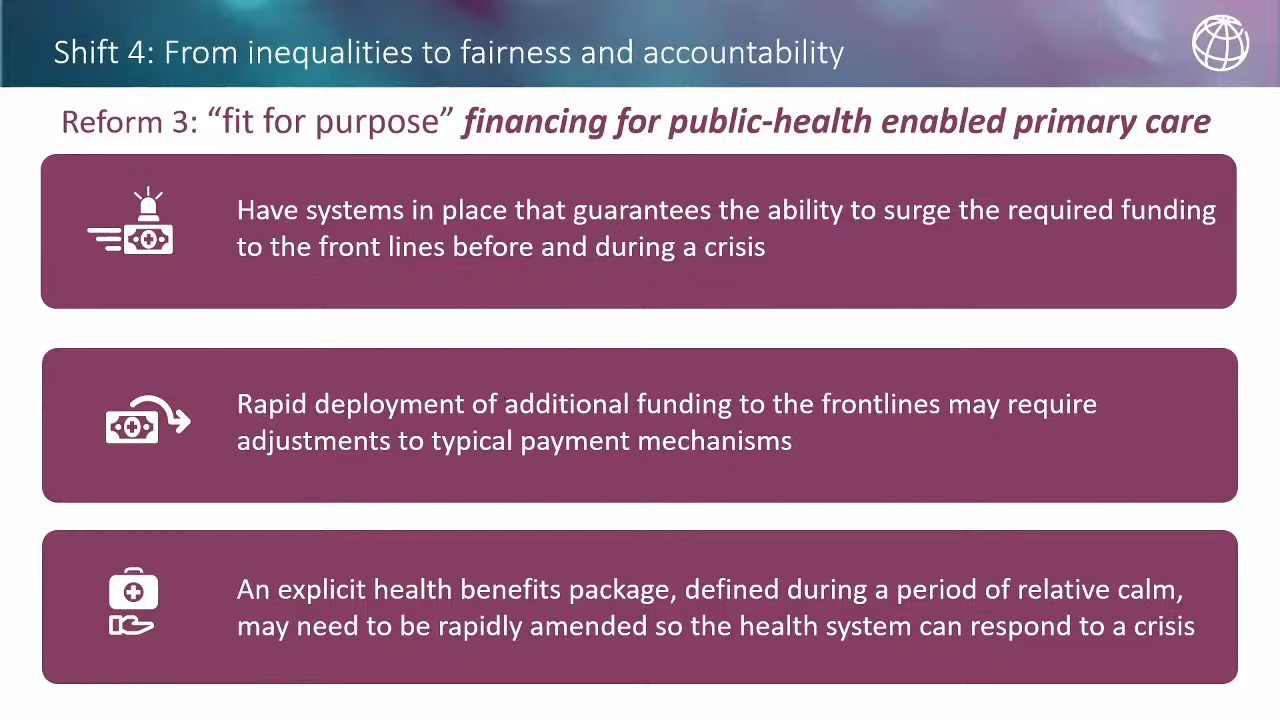 Shift 4: From inequalities to fairness and accountability
Reform 3: “fit for purpose” financing for public-health enabled primary care
Have systems in place that guarantees the ability to surge the required funding
to the front lines before and during a crisis
Rapid deployment of additional funding to the frontlines may require
adjustments to typical payment mechanisms
An explicit health benefits package, defined during a period of relative calm,
may need to be rapidly amended so the health system can respond to a crisis